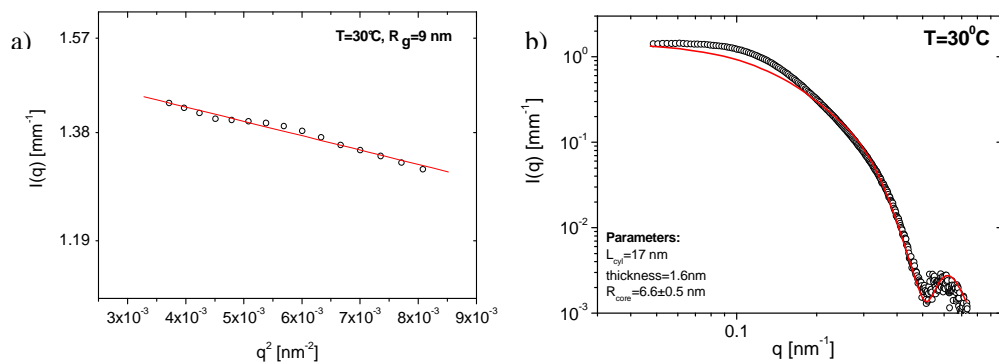 a)
T=30°C, R g=9 nm
1.57
1.38
1.19
I(q) [mm⁻¹]
3x10⁻³ 4x10⁻³ 5x10⁻³ 6x10⁻³ 7x10⁻³ 8x10⁻³ 9x10⁻³
q² [nm⁻²]
b)
T=30⁰C
10⁰
10⁻¹
10⁻²
10⁻³
I(q) [mm⁻¹]
Parameters:
L_cyl=17 nm
thickness=1.6nm
R_core=6.6±0.5 nm
0.1
q [nm⁻¹]